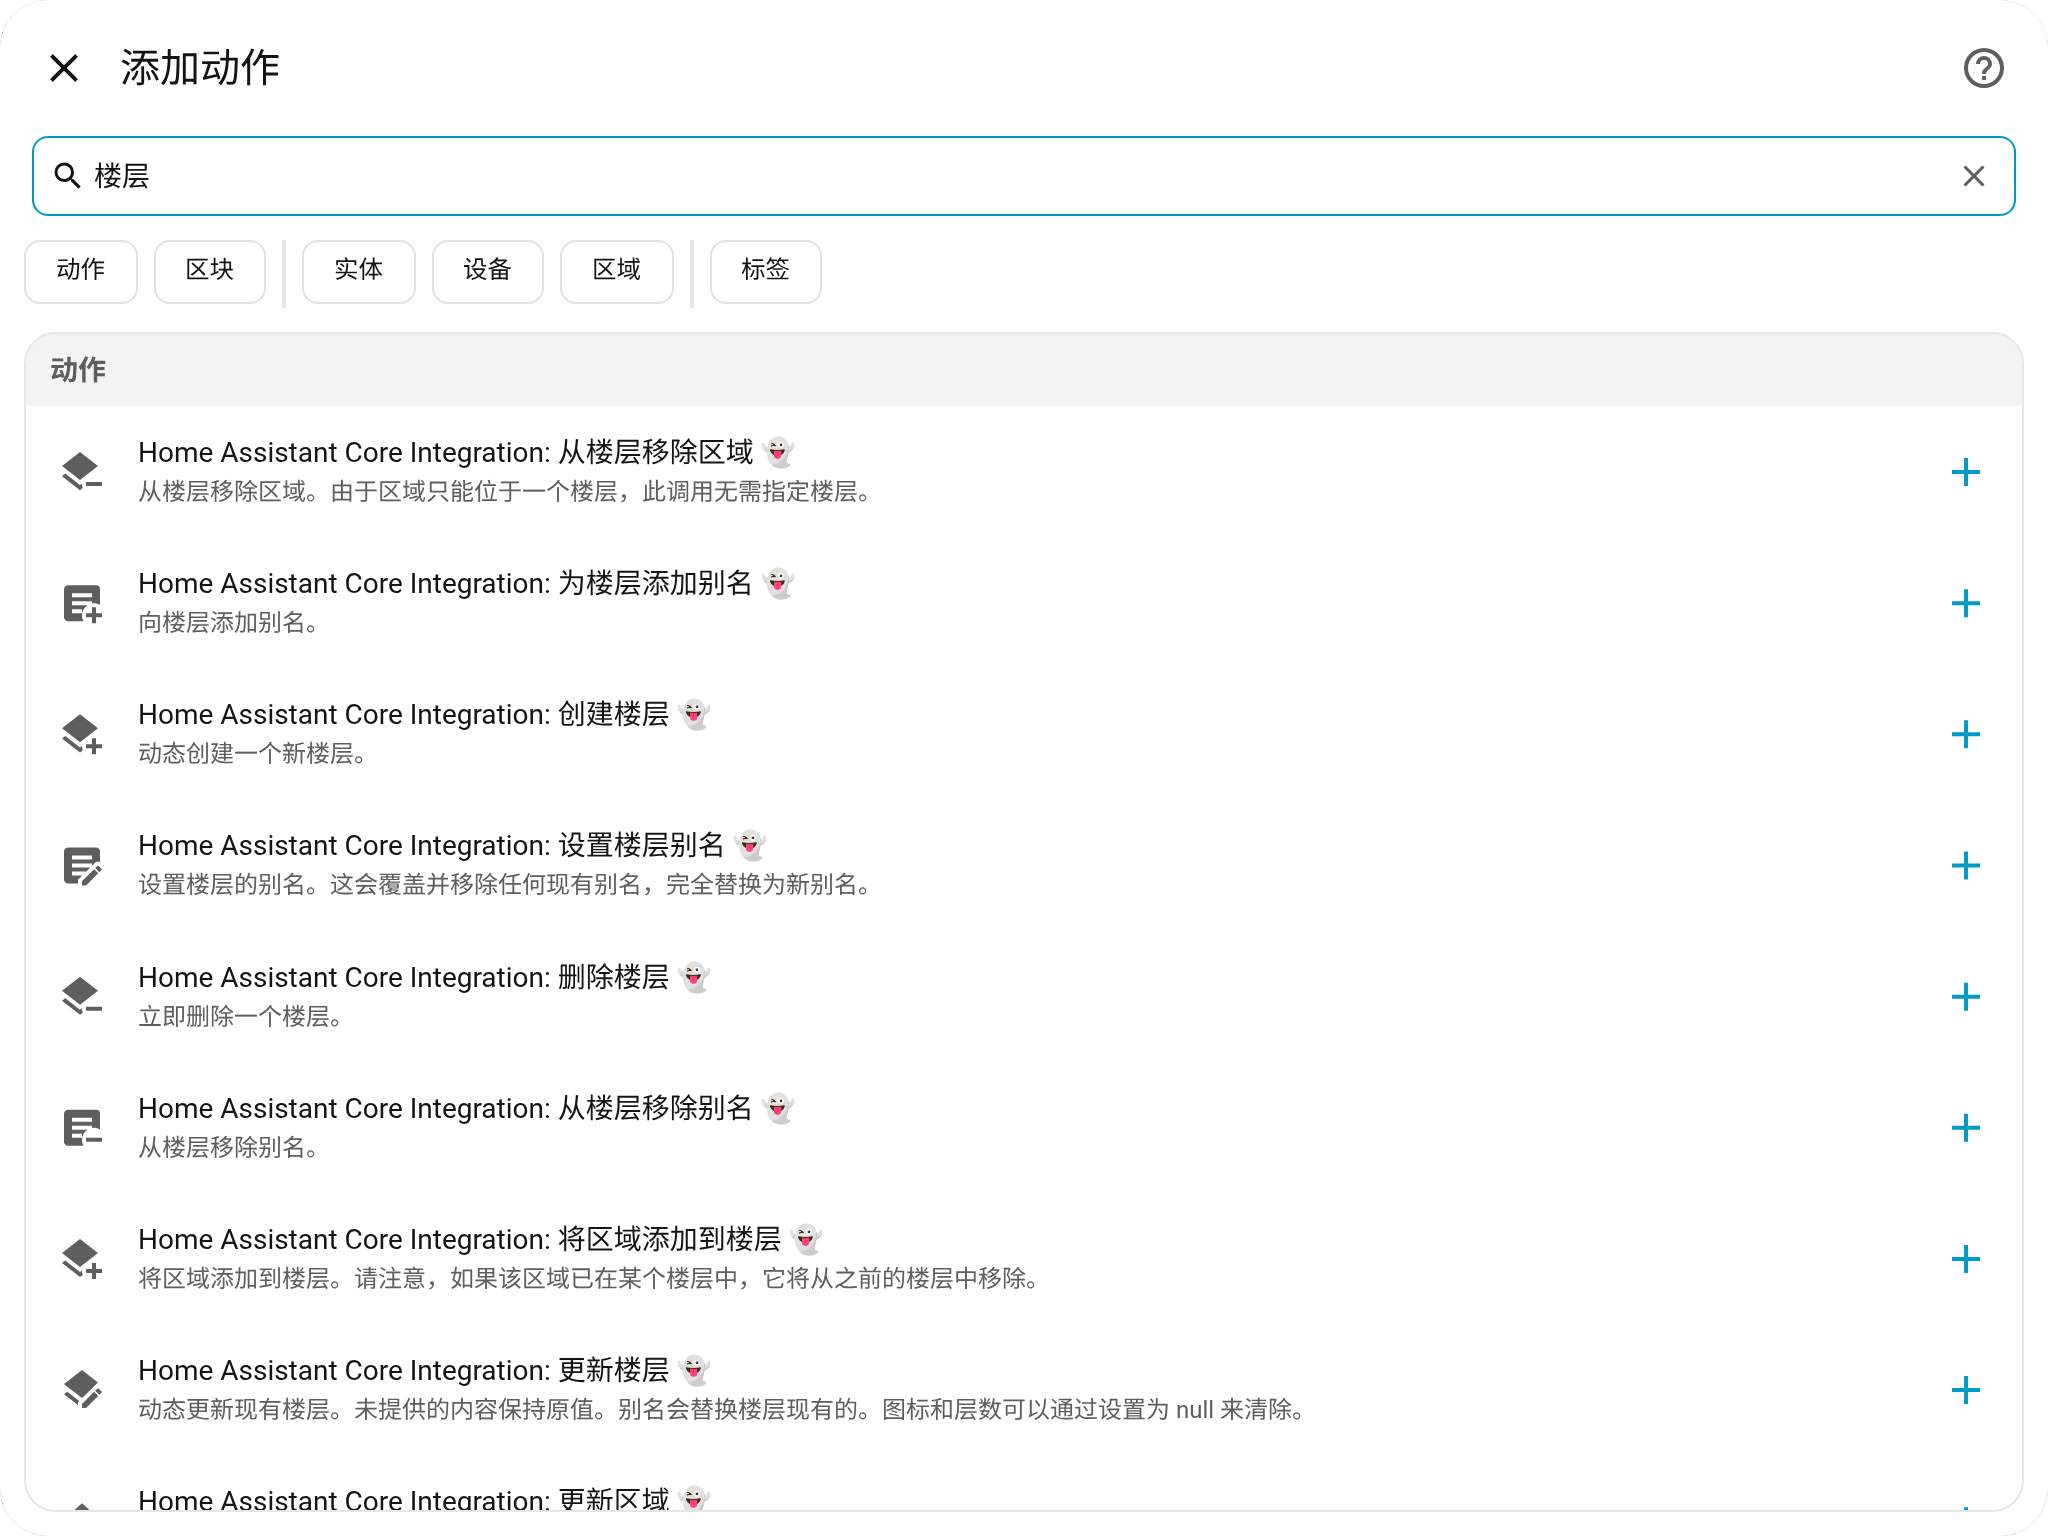 添加动作
楼层
动作
区块
实体
设备
区域
标签
动作
Home Assistant Core Integration: 从楼层移除区域 👻
从楼层移除区域。由于区域只能位于一个楼层，此调用无需指定楼层。
Home Assistant Core Integration: 为楼层添加别名 👻
向楼层添加别名。
Home Assistant Core Integration: 创建楼层 👻
动态创建一个新楼层。
Home Assistant Core Integration: 设置楼层别名 👻
设置楼层的别名。这会覆盖并移除任何现有别名，完全替换为新别名。
Home Assistant Core Integration: 删除楼层 👻
立即删除一个楼层。
Home Assistant Core Integration: 从楼层移除别名 👻
从楼层移除别名。
Home Assistant Core Integration: 将区域添加到楼层 👻
将区域添加到楼层。请注意，如果该区域已在某个楼层中，它将从之前的楼层中移除。
Home Assistant Core Integration: 更新楼层 👻
动态更新现有楼层。未提供的内容保持原值。别名会替换楼层现有的。图标和层数可以通过设置为 null 来清除。
Home Assistant Core Integration: 更新区域 👻